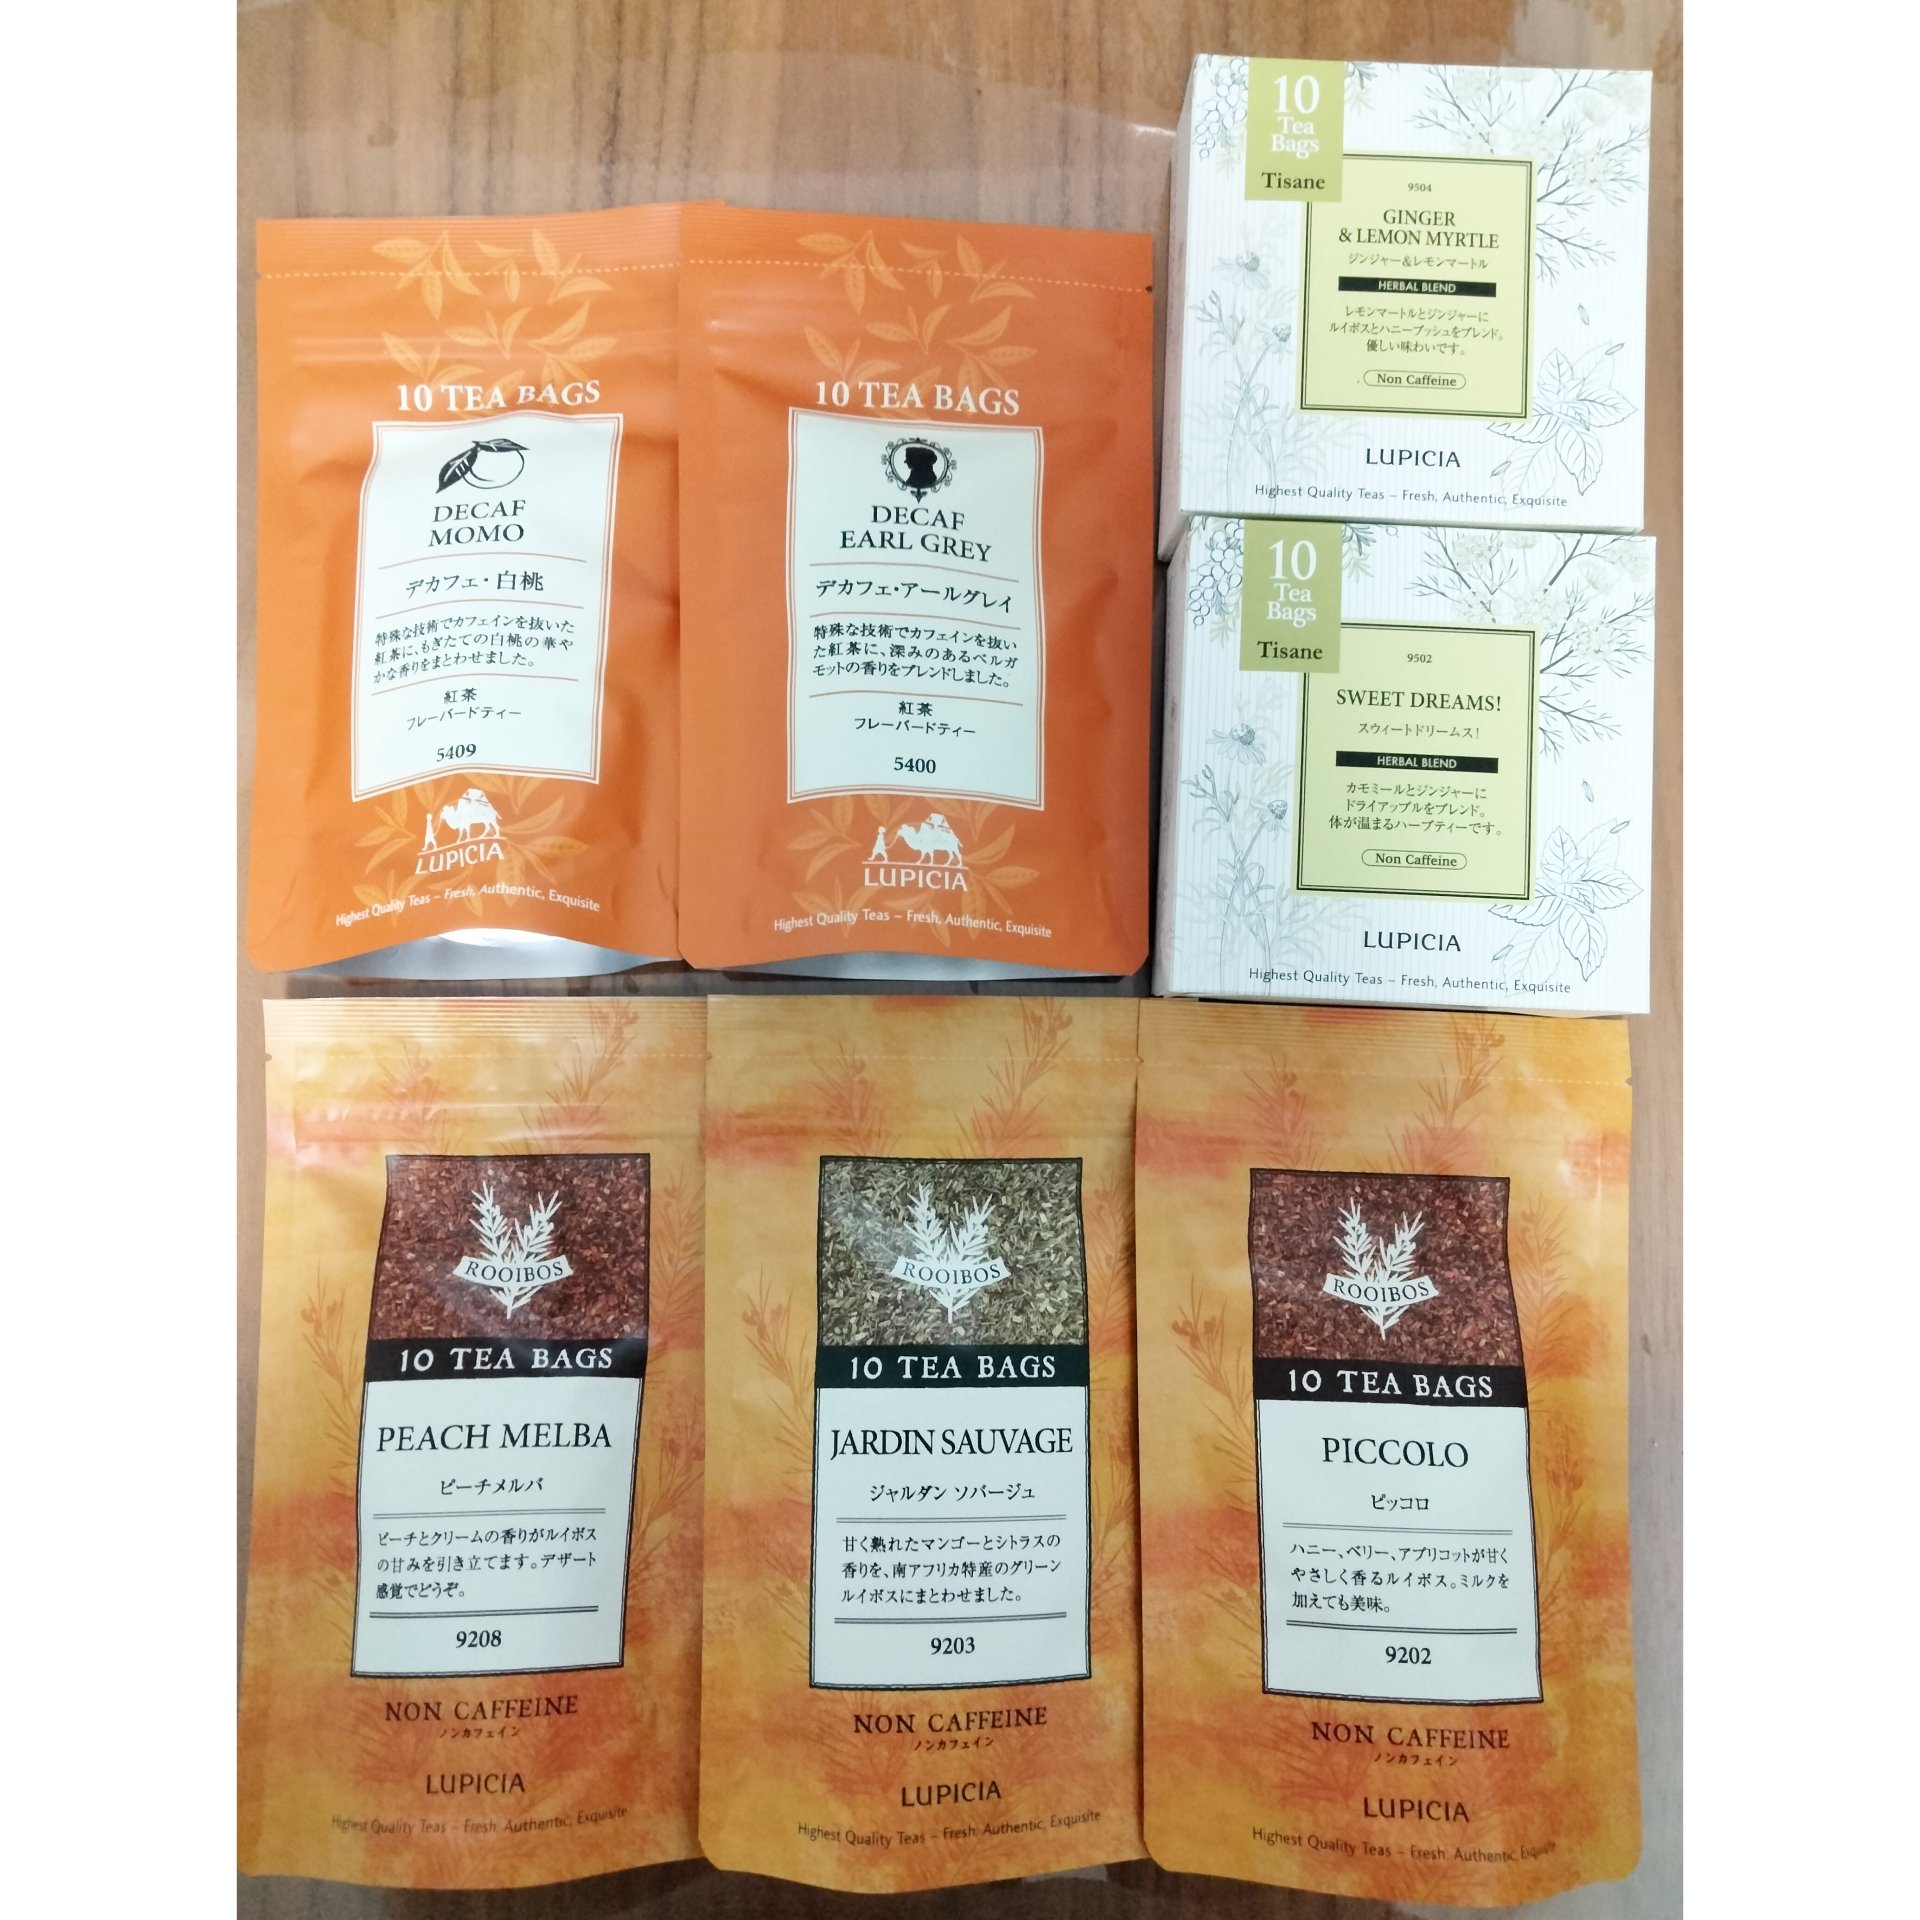 10 TEA BAGS
DECAF
MOMO
デカフェ・白桃
特殊な技術でカフェインを抜いた
紅茶に、もぎたての白桃の華や
かな香りをまとわせました。
紅茶
フレーバードティー
5409
LUPICIA
Highest Quality Teas – Fresh, Authentic, Exquisite
10 TEA BAGS
DECAF
EARL GREY
デカフェ・アールグレイ
特殊な技術でカフェインを抜い
た紅茶に、深みのあるベルガ
モットの香りをブレンドしました。
紅茶
フレーバードティー
5400
LUPICIA
Highest Quality Teas – Fresh, Authentic, Exquisite
10
Tea
Bags
Tisane
9504
GINGER
& LEMON MYRTLE
ジンジャー&レモンマートル
HERBAL BLEND
レモンマートルとジンジャーに
ルイボスとハニーブッシュをブレンド。
優しい味わいです。
Non Caffeine
LUPICIA
Highest Quality Teas – Fresh, Authentic, Exquisite
10
Tea
Bags
Tisane
9502
SWEET DREAMS!
スウィートドリームス!
HERBAL BLEND
カモミールとジンジャーに
ドライアップルをブレンド。
体が温まるハーブティーです。
Non Caffeine
LUPICIA
Highest Quality Teas – Fresh, Authentic, Exquisite
ROOIBOS
10 TEA BAGS
PEACH MELBA
ピーチメルバ
ピーチとクリームの香りがルイボス
の甘みを引き立てます。デザート
感覚でどうぞ。
9208
NON CAFFEINE
ノンカフェイン
LUPICIA
Highest Quality Teas – Fresh, Authentic, Exquisite
ROOIBOS
10 TEA BAGS
JARDIN SAUVAGE
ジャルダン ソバージュ
甘く熟れたマンゴーとシトラスの
香りを、南アフリカ特産のグリーン
ルイボスにまとわせました。
9203
NON CAFFEINE
ノンカフェイン
LUPICIA
Highest Quality Teas – Fresh, Authentic, Exquisite
ROOIBOS
10 TEA BAGS
PICCOLO
ピッコロ
ハニー、ベリー、アプリコットが甘く
やさしく香るルイボス。ミルクを
加えても美味。
9202
NON CAFFEINE
ノンカフェイン
LUPICIA
Highest Quality Teas – Fresh, Authentic, Exquisite